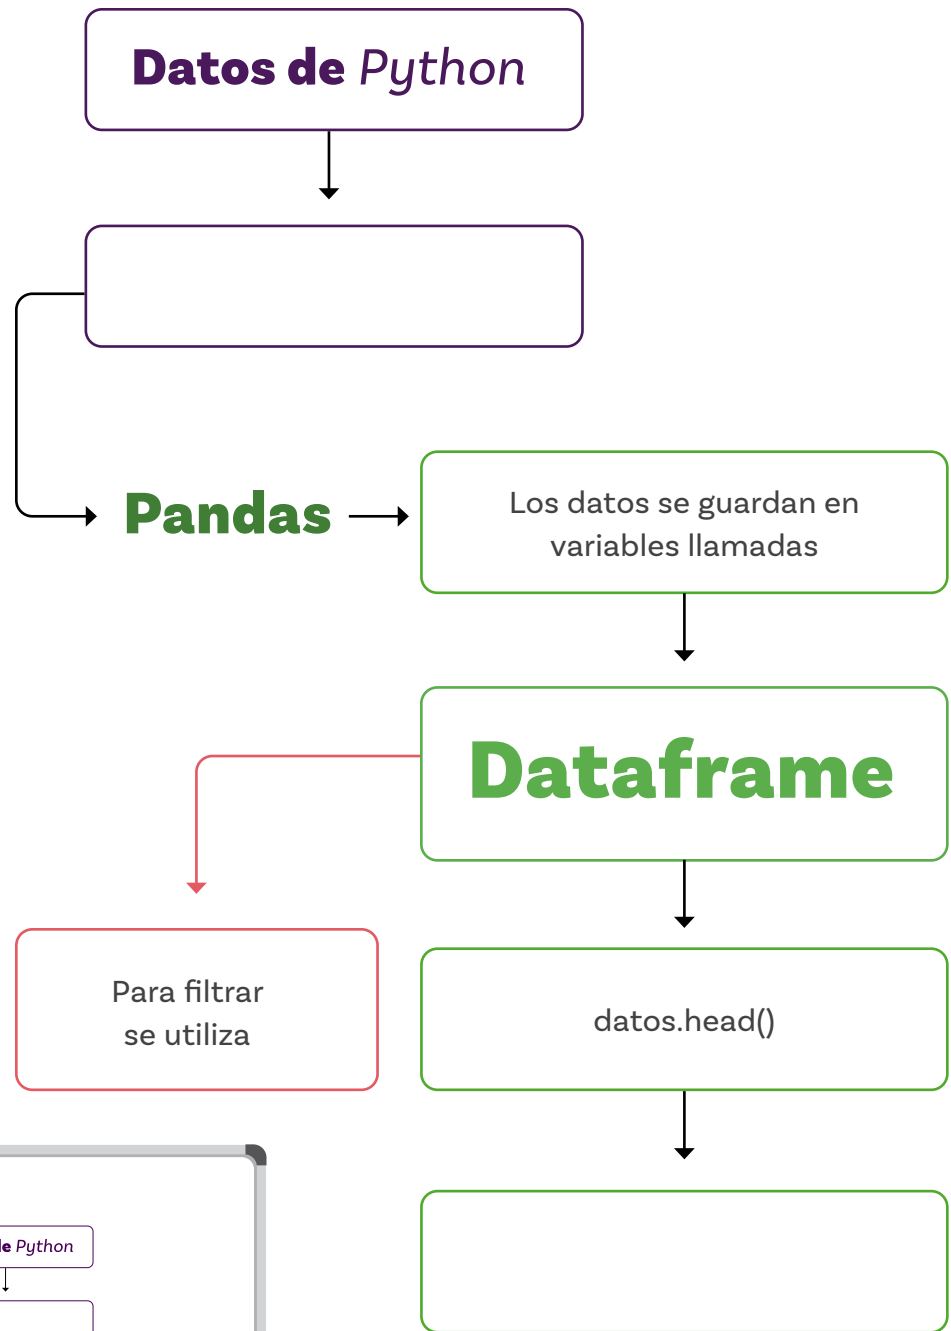 Datos de Python
Pandas
Los datos se guardan en
variables llamadas
Dataframe
Para filtrar
se utiliza
datos.head()
de Python